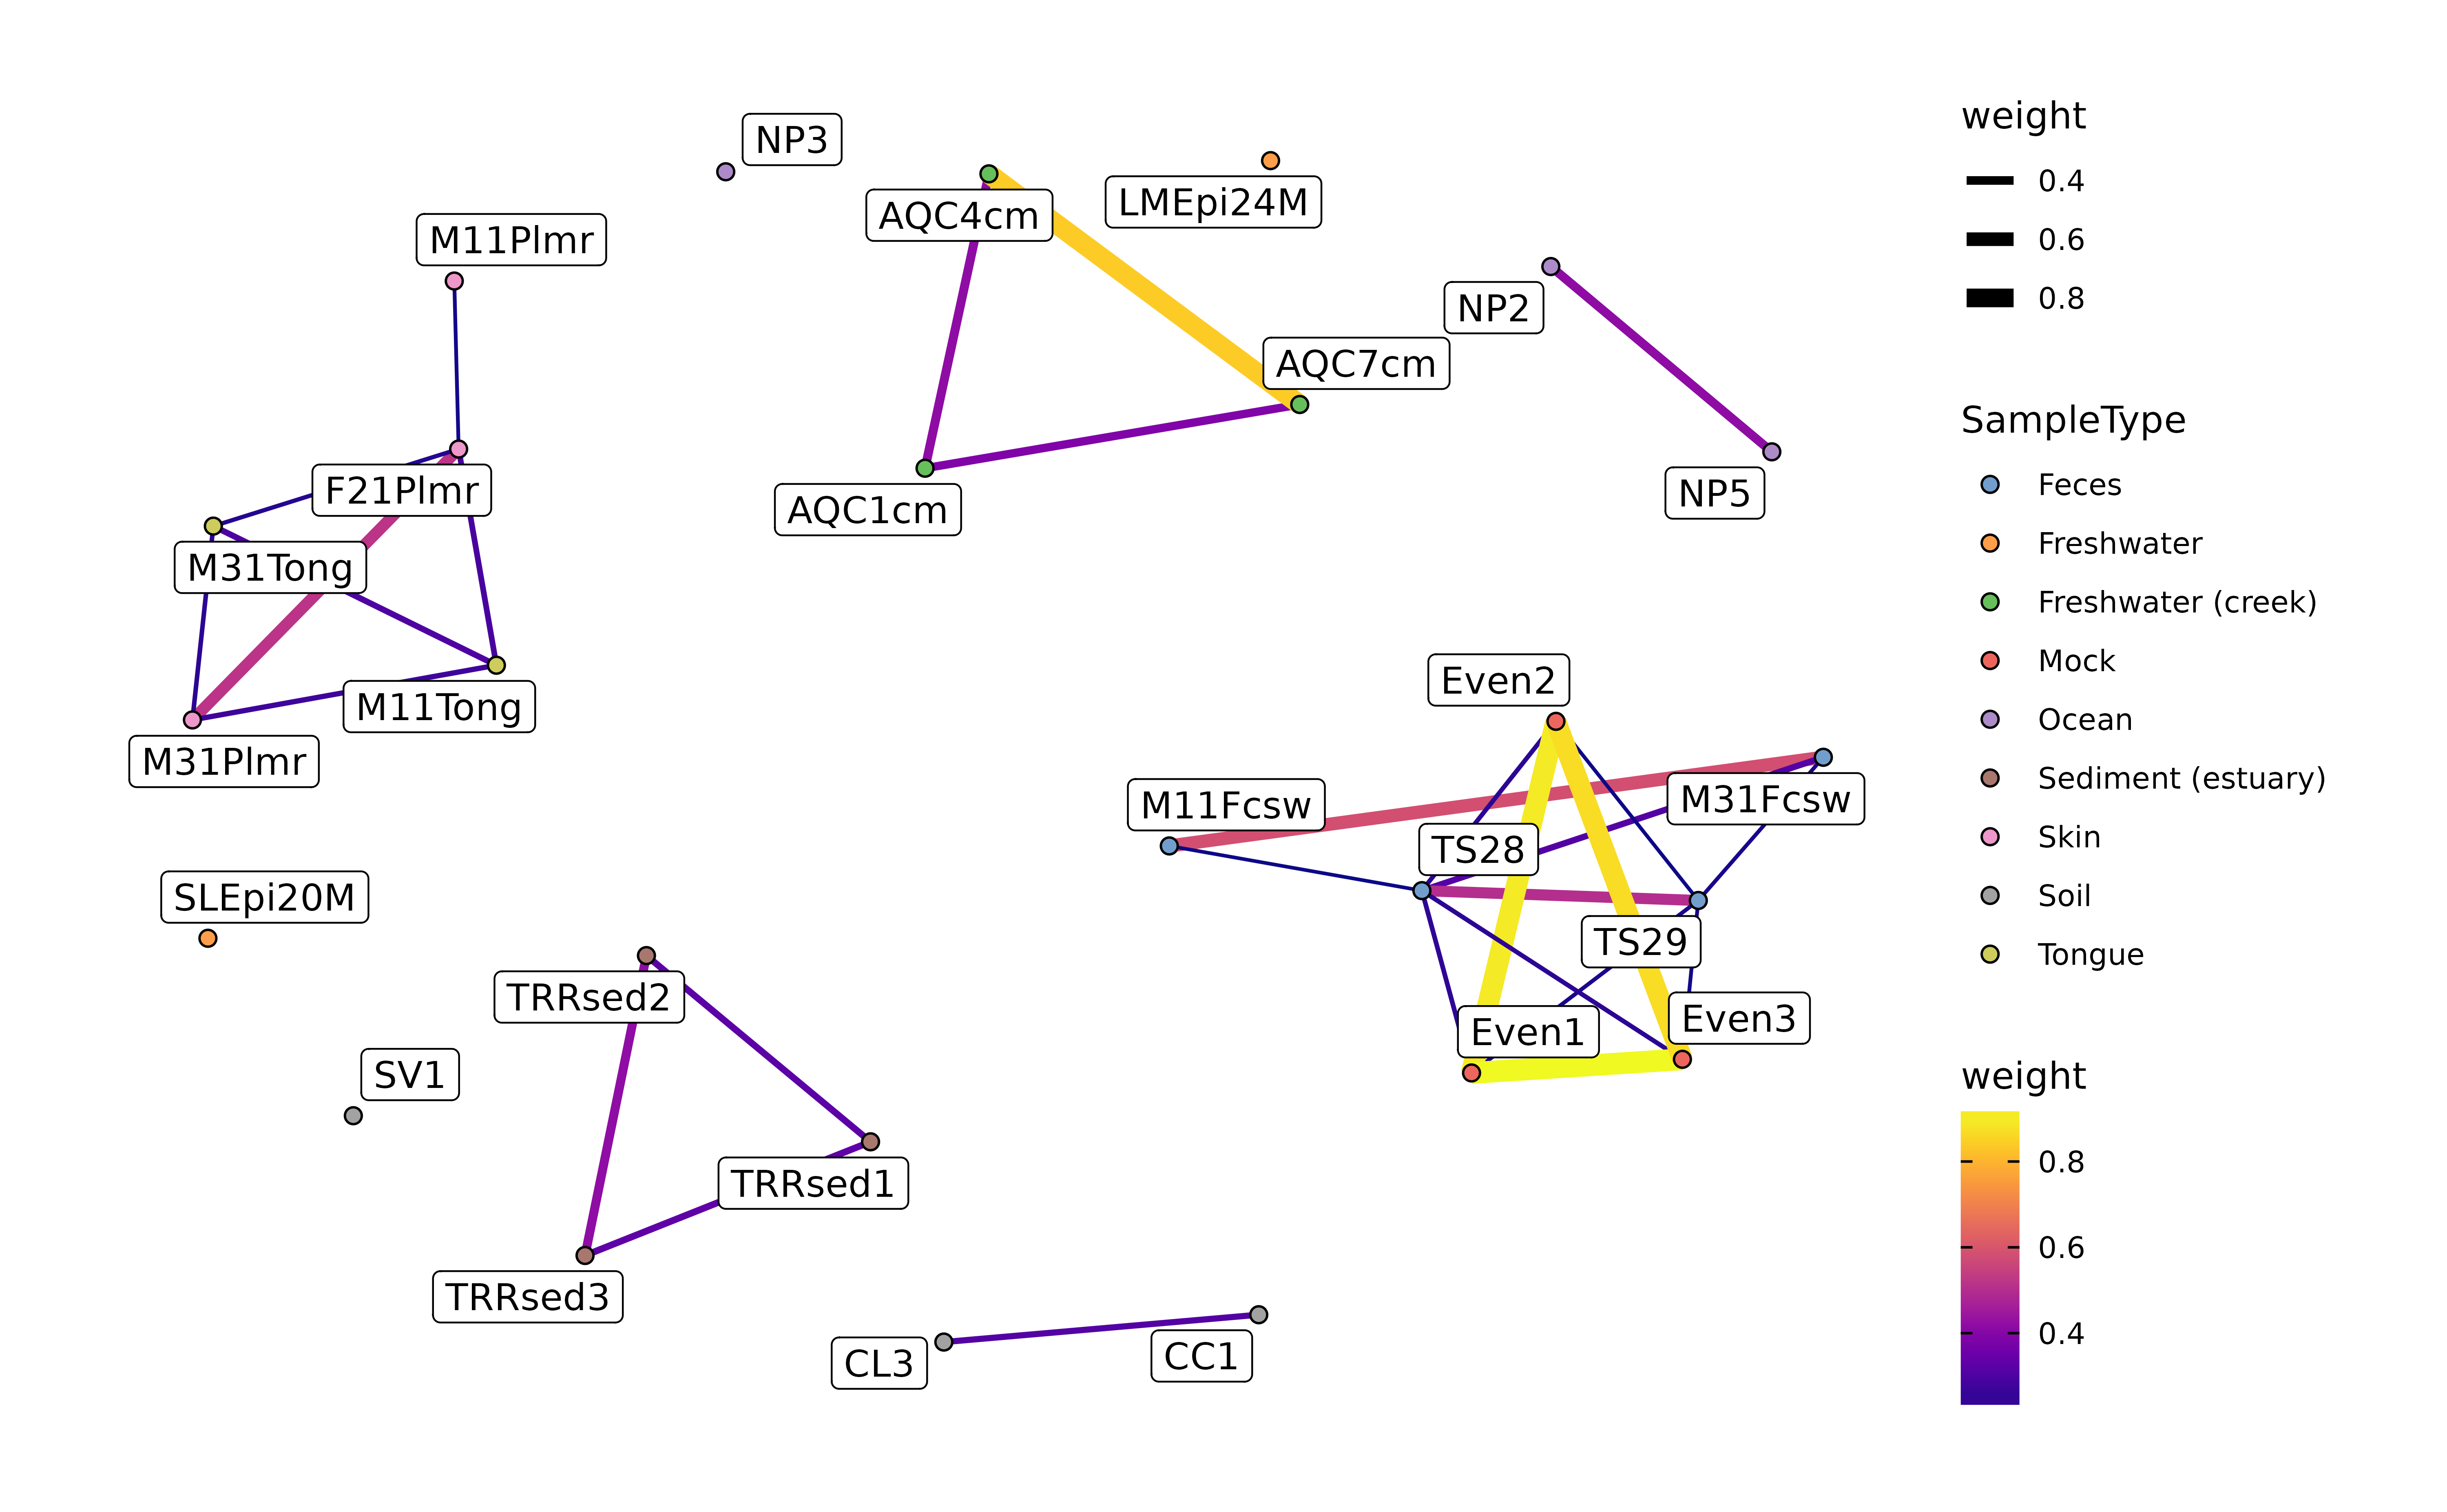 NP3
AQC4cm
LMEpi24M
M11Plmr
NP2
AQC7cm
F21Plmr
NP5
AQC1cm
M31Tong
M11Tong
M31Plmr
Even2
M11Fcsw
M31Fcsw
TS28
SLEpi20M
TS29
TRRsed2
Even1
Even3
SV1
TRRsed1
TRRsed3
CL3
CC1
weight
0.4
0.6
0.8
SampleType
Feces
Freshwater
Freshwater (creek)
Mock
Ocean
Sediment (estuary)
Skin
Soil
Tongue
weight
0.8
0.6
0.4